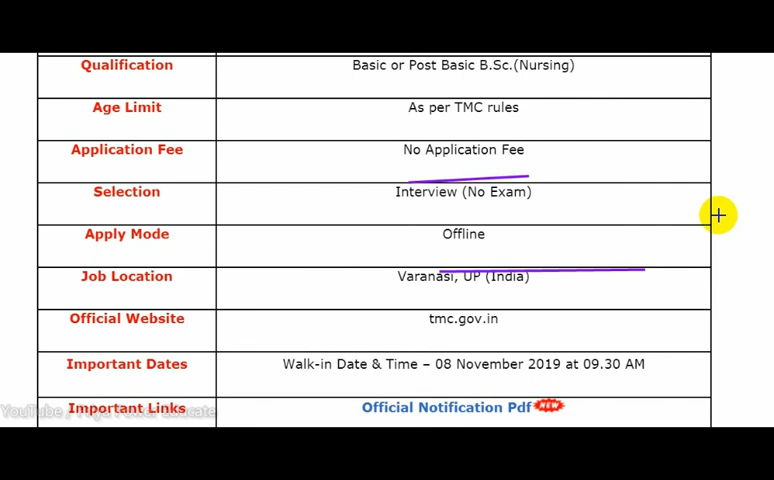 Qualification Basic or Post Basic B.Sc.(Nursing)
Age Limit As per TMC rules
Application Fee No Application Fee
Selection Interview (No Exam)
Apply Mode Offline
Job Location Varanasi, UP (India)
Official Website tmc.gov.in
Important Dates Walk-in Date & Time – 08 November 2019 at 09.30 AM
Important Links Official Notification Pdf NEW
YouTube /